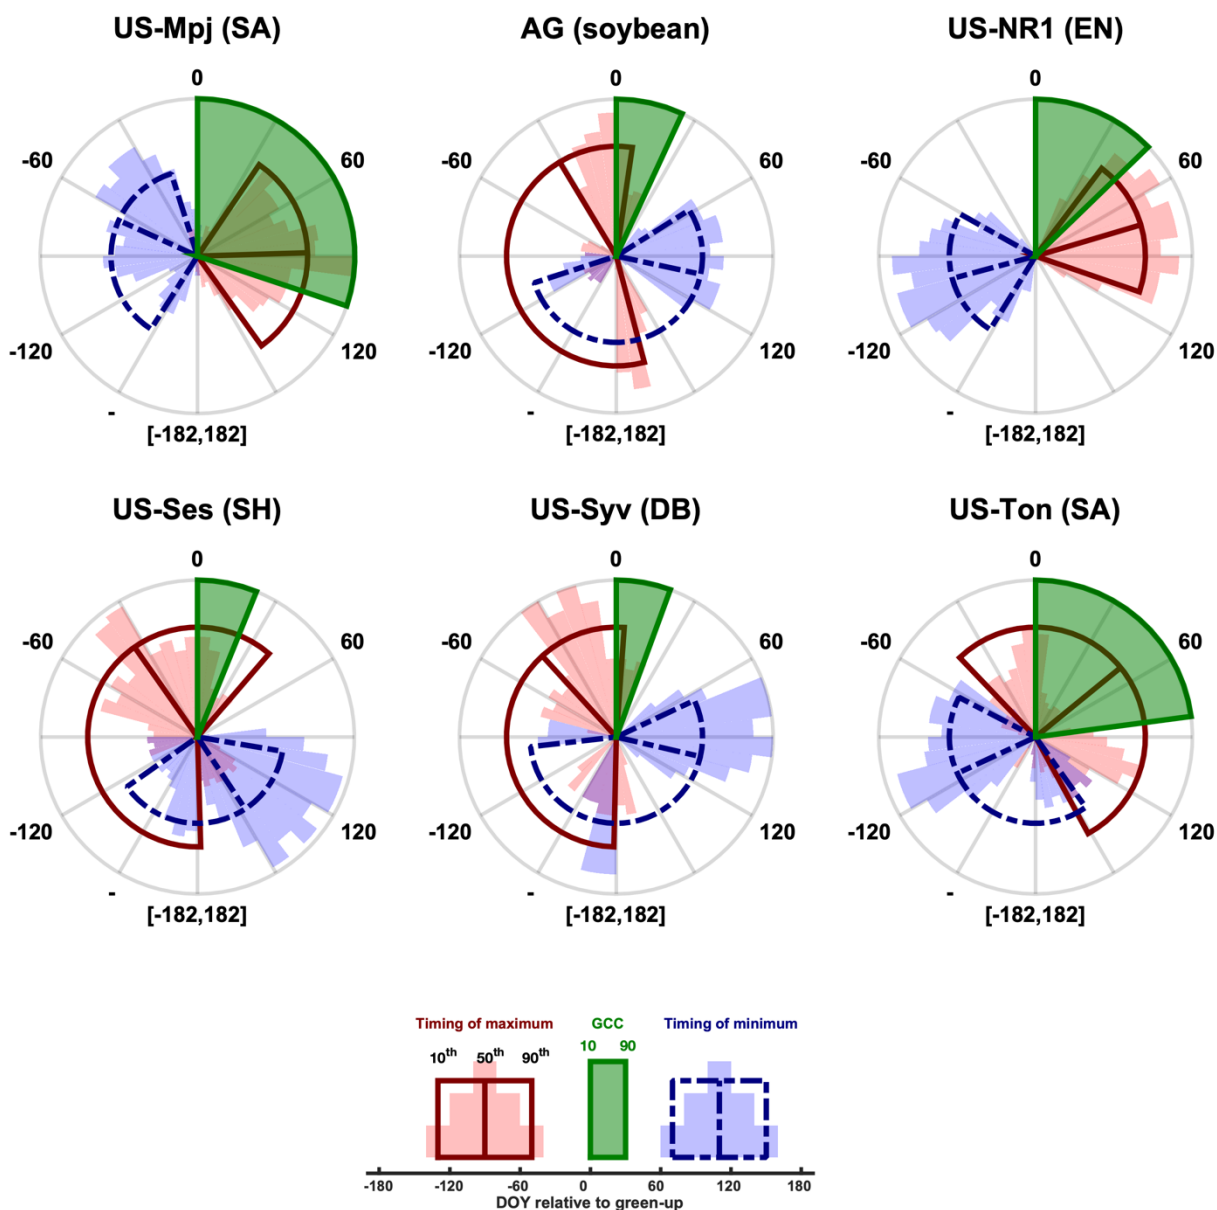 US-Mpj (SA) AG (soybean) US-NR1 (EN)
0 0 0
-60 60 -60 60 -60 60
-120 120 -120 120 -120 120
- - -
[-182,182] [-182,182] [-182,182]
US-Ses (SH) US-Syv (DB) US-Ton (SA)
0 0 0
-60 60 -60 60 -60 60
-120 120 -120 120 -120 120
- - -
[-182,182] [-182,182] [-182,182]
Timing of maximum GCC Timing of minimum
10th 50th 90th 10 90
-180 -120 -60 0 60 120 180
DOY relative to green-up